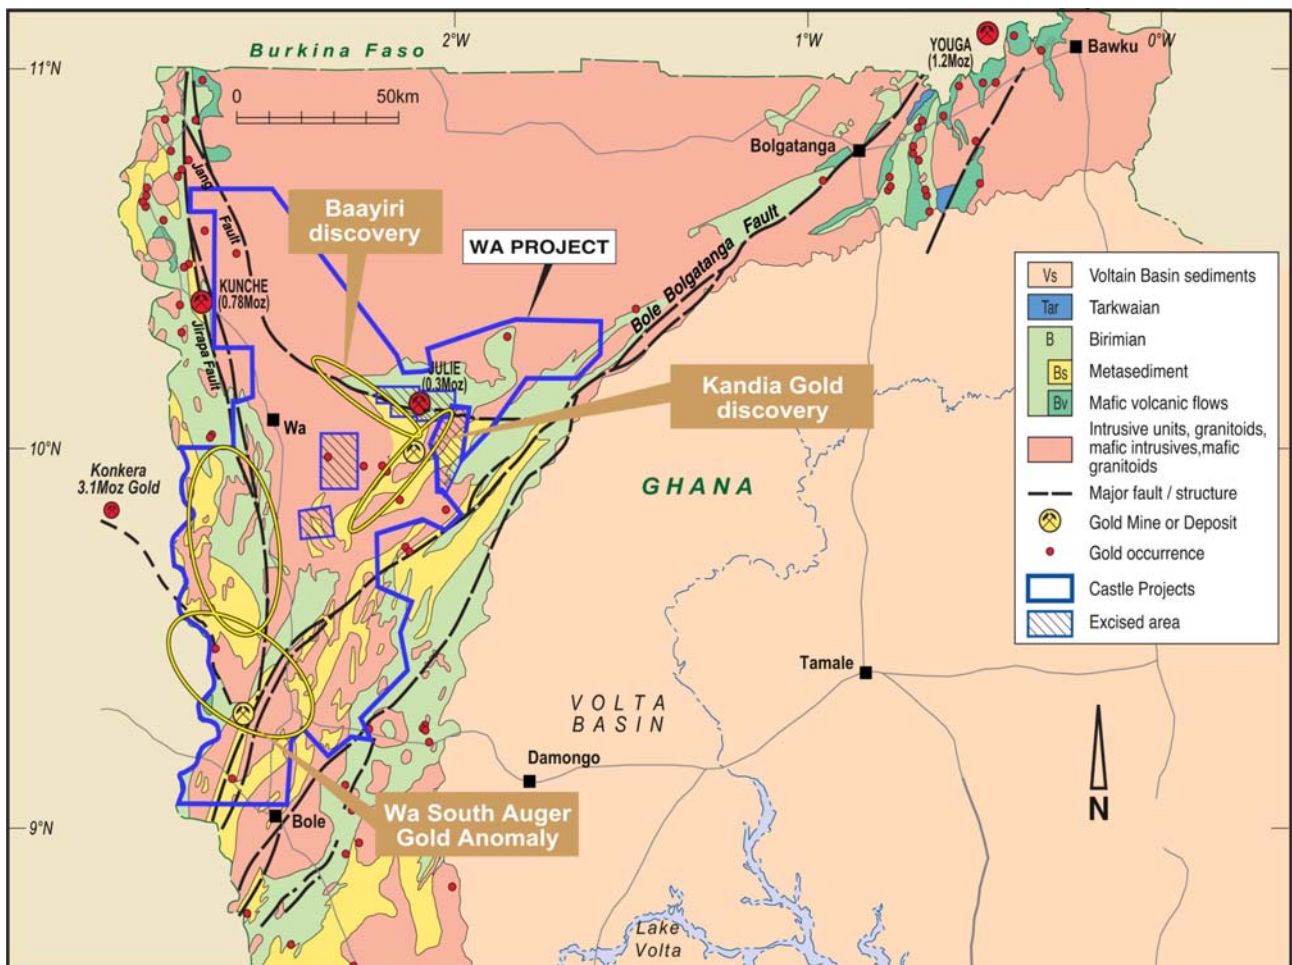 2°W
1°W
0°W
Burkina Faso
YOUGA
(1.2Moz)
Bawku
11°N
0
50km
Bolgatanga
Jang
Fault
Baayiri
discovery
WA PROJECT
Bole Bolgatanga Fault
KUNCHE
(0.78Moz)
Jirapa Fault
JULIE
(0.3Moz)
Kandia Gold
discovery
Wa
10°N
Konkera
3.1Moz Gold
GHANA
Vs Voltain Basin sediments
Tar Tarkwaian
B Birimian
Bs Metasediment
Bv Mafic volcanic flows
Intrusive units, granitoids,
mafic intrusives,mafic
granitoids
Major fault / structure
Gold Mine or Deposit
Gold occurrence
Castle Projects
Excised area
Tamale
VOLTA
BASIN
Damongo
N
Wa South Auger
Gold Anomaly
Bole
9°N
Lake
Volta